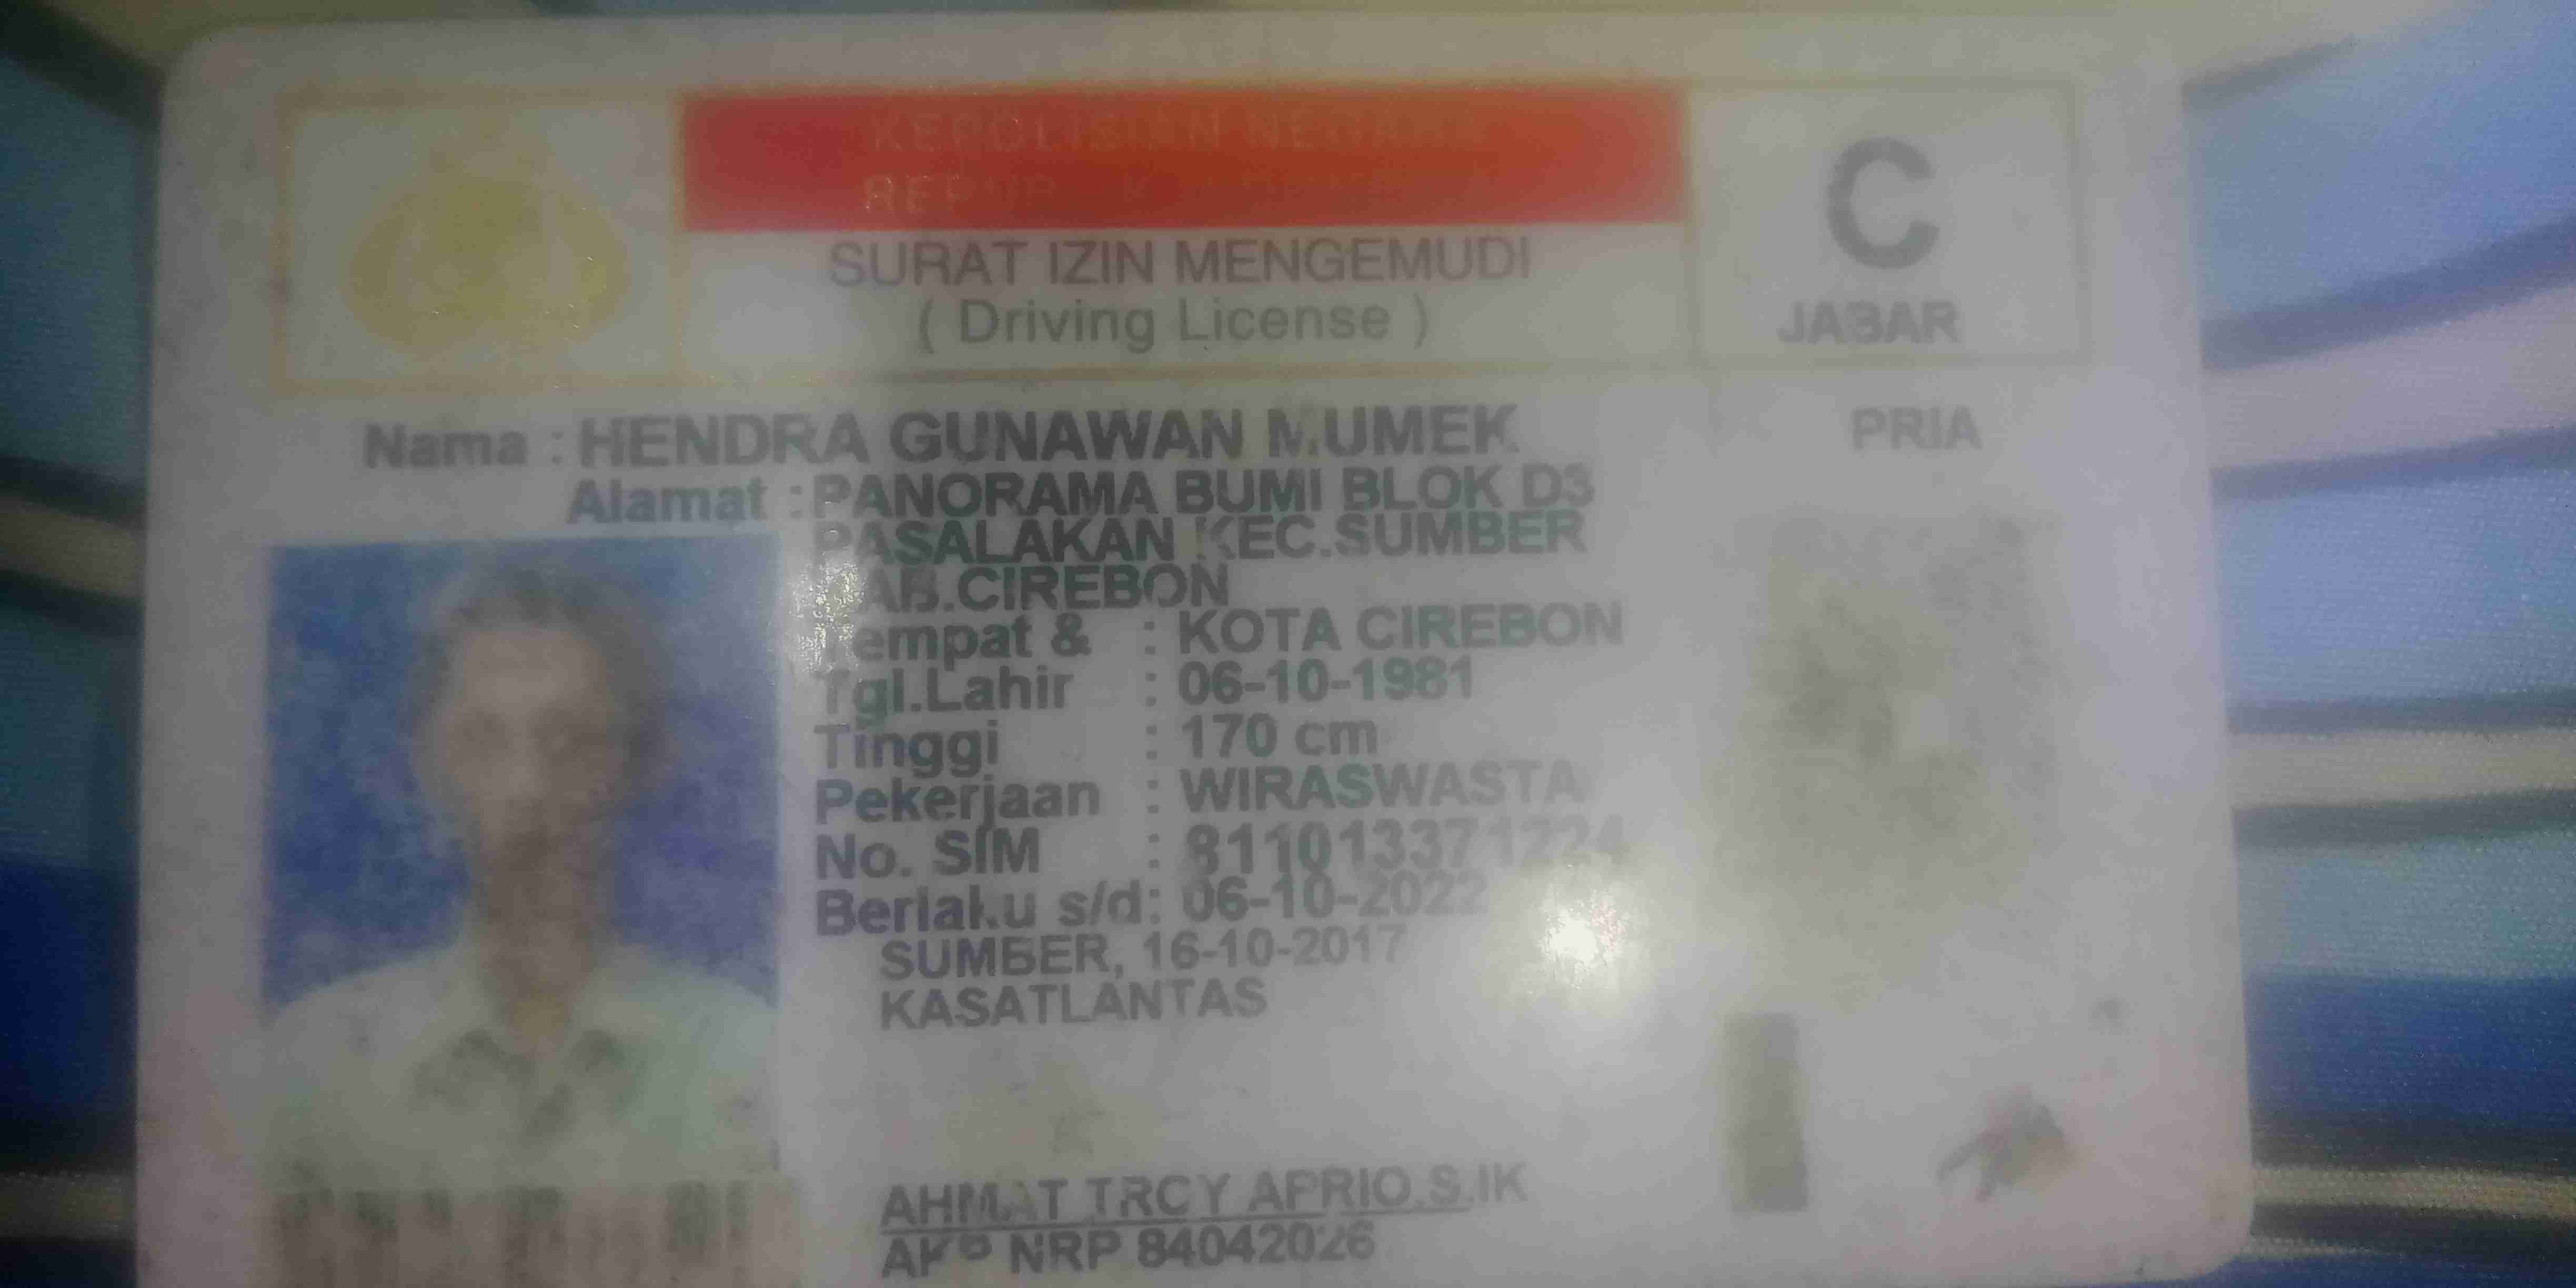 KEPOLISIAN NEGARA
SURAT IZIN MENGEMUDI
( Driving License )
C
JABAR
PRIA
Nama : HENDRA GUNAWAN MUMEK
Alamat : PANORAMA BUMI BLOK D3
PASALAKAN KEC.SUMBER
KAB.CIREBON
Tempat & : KOTA CIREBON
Tgl.Lahir : 06-10-1981
Tinggi : 170 cm
Pekerjaan : WIRASWASTA
No. SIM : 811013371224
Berlaku s/d: 06-10-2022
SUMBER, 16-10-2017
KASATLANTAS
AHMAT TRCY APRIO.S.IK
AKP NRP 84042026